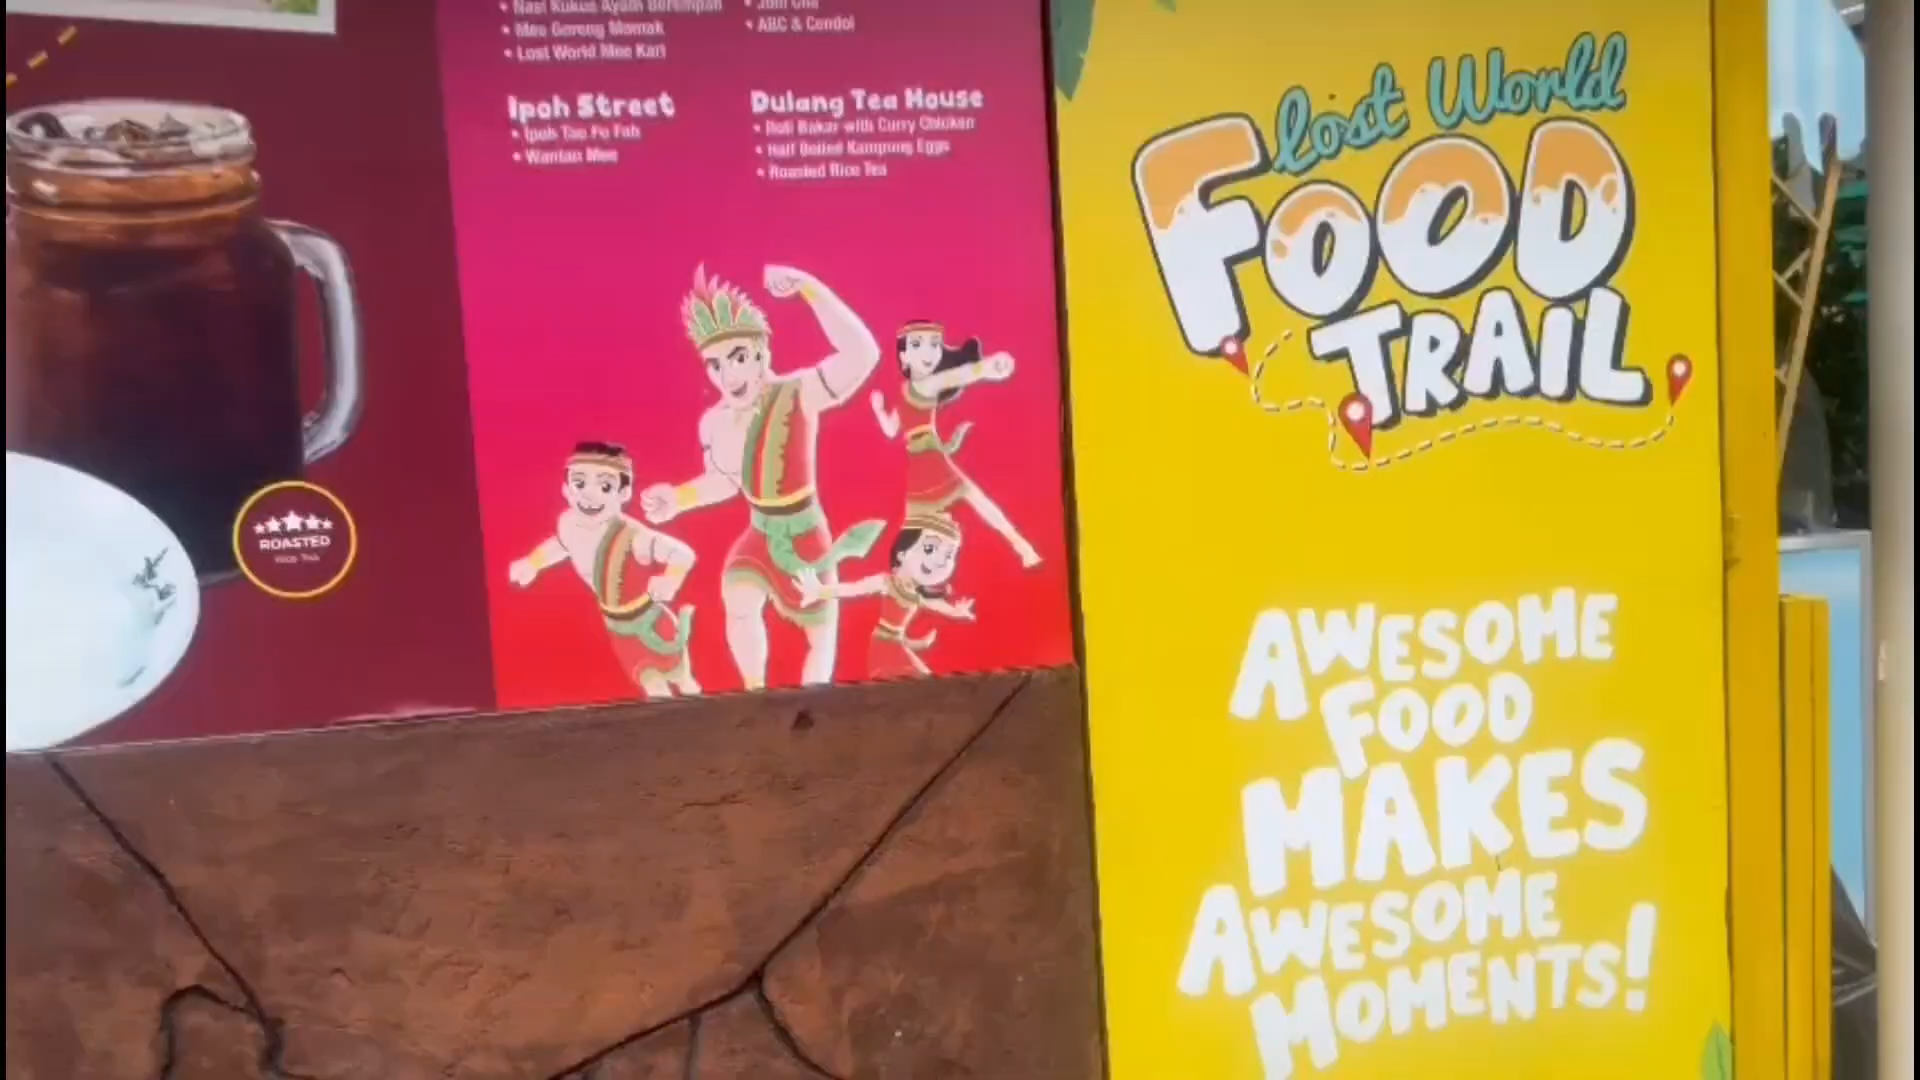 • Nasi Kukus Ayam Berempah
• Mee Goreng Mamak
• Lost World Mee Kari
• ABC & Cendol
Ipoh Street
• Ipoh Tau Fu Fah
• Wantan Mee
Dulang Tea House
• Roti Bakar with Curry Chicken
• Half Boiled Kampung Eggs
• Roasted Rice Tea
ROASTED
Rice Tea
Lost World
FOOD
TRAIL
AWESOME
FOOD
MAKES
AWESOME
MOMENTS!